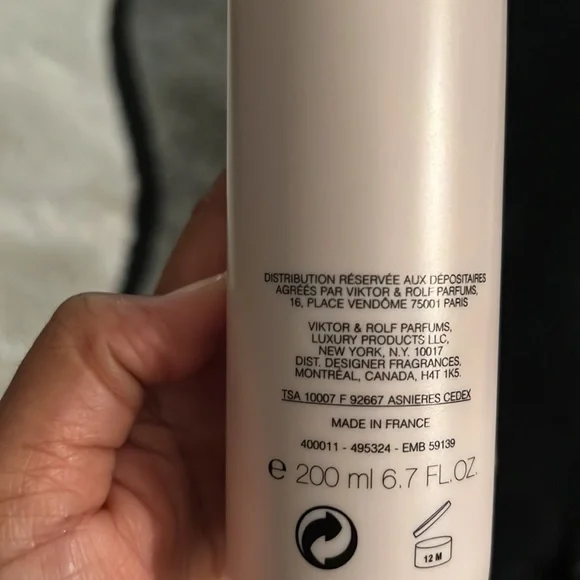 DISTRIBUTION RÉSERVÉE AUX DÉPOSITAIRES
AGRÉÉS PAR VIKTOR & ROLF PARFUMS,
16, PLACE VENDÔME 75001 PARIS
VIKTOR & ROLF PARFUMS,
LUXURY PRODUCTS LLC,
NEW YORK, N.Y. 10017
DIST. DESIGNER FRAGRANCES,
MONTRÉAL, CANADA, H4T 1K5.
TSA 10007 F 92667 ASNIERES CEDEX
MADE IN FRANCE
400011 - 495324 - EMB 59139
e 200 ml 6.7 FL.OZ.
12 M